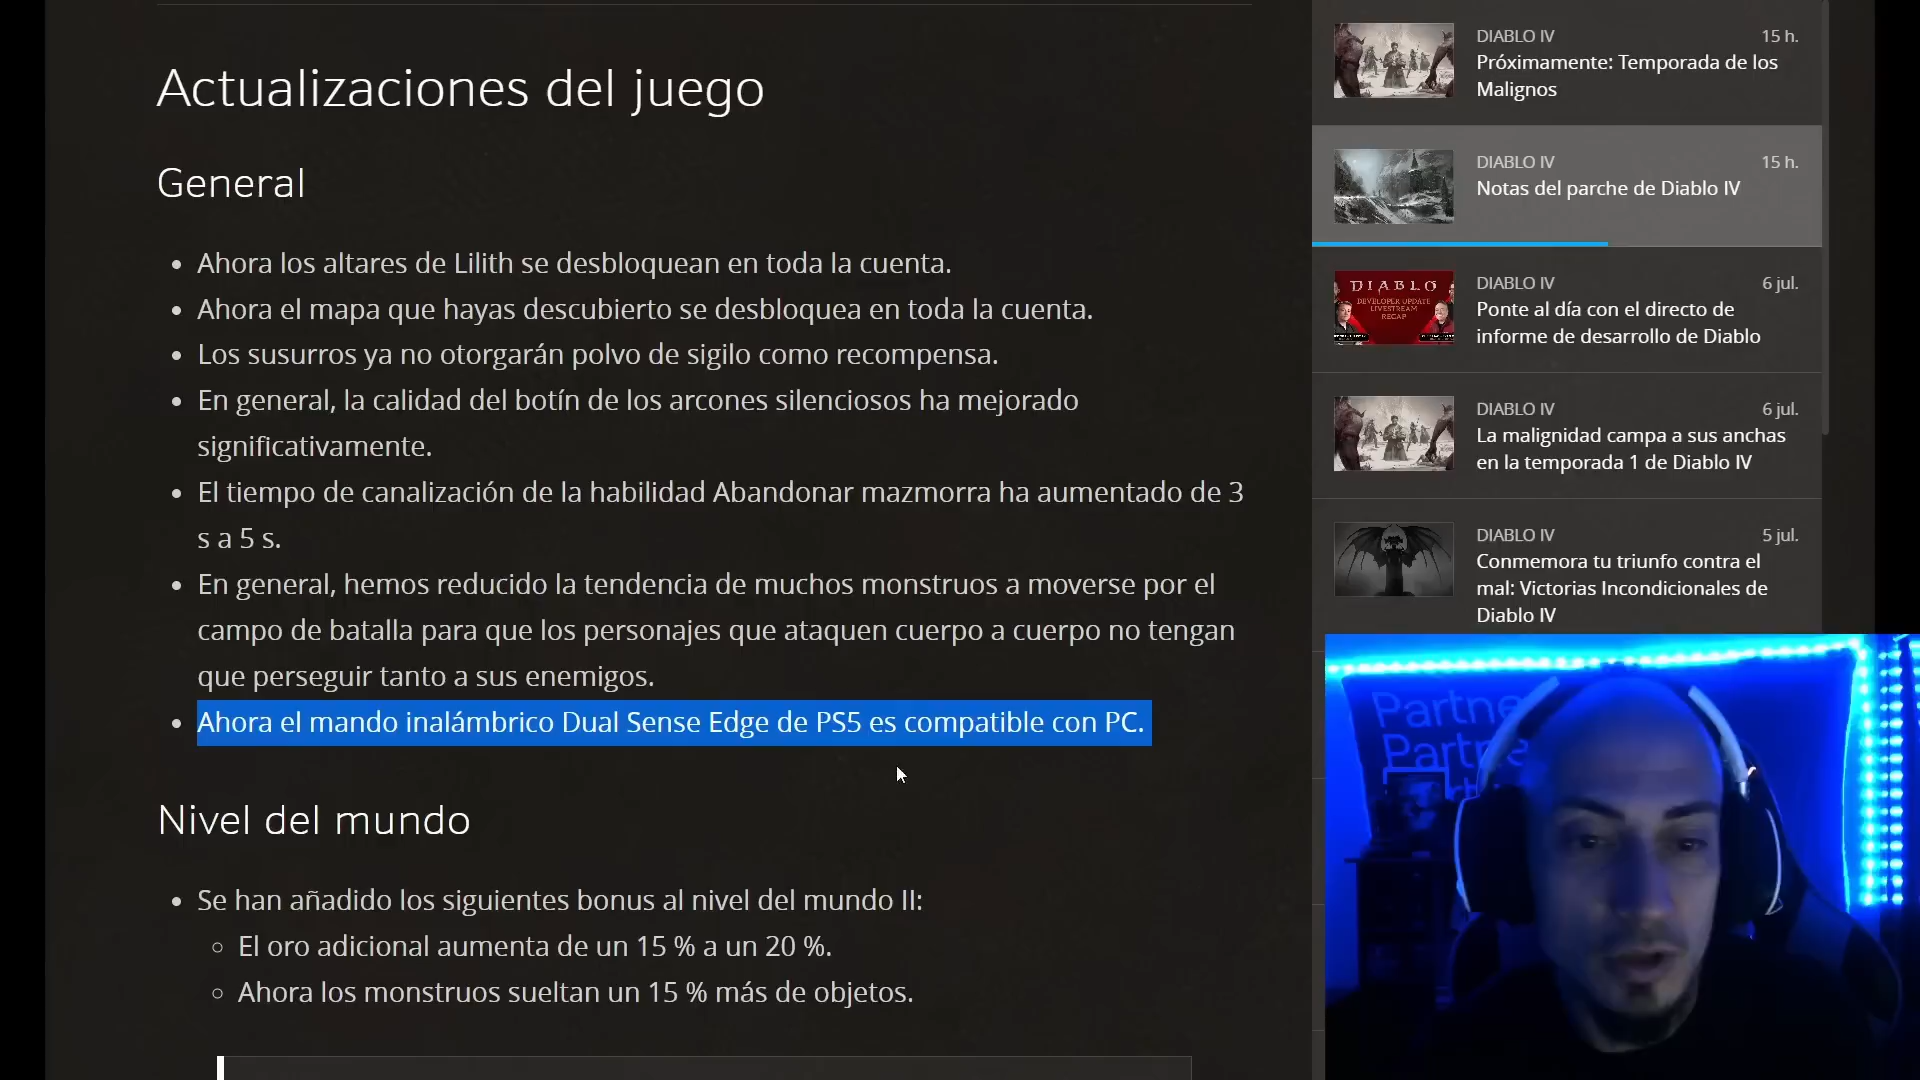 Actualizaciones del juego
General
Ahora los altares de Lilith se desbloquean en toda la cuenta.
Ahora el mapa que hayas descubierto se desbloquea en toda la cuenta.
Los susurros ya no otorgarán polvo de sigilo como recompensa.
En general, la calidad del botín de los arcones silenciosos ha mejorado
significativamente.
El tiempo de canalización de la habilidad Abandonar mazmorra ha aumentado de 3
s a 5 s.
En general, hemos reducido la tendencia de muchos monstruos a moverse por el
campo de batalla para que los personajes que ataquen cuerpo a cuerpo no tengan
que perseguir tanto a sus enemigos.
Ahora el mando inalámbrico Dual Sense Edge de PS5 es compatible con PC.
Nivel del mundo
Se han añadido los siguientes bonus al nivel del mundo II:
El oro adicional aumenta de un 15 % a un 20 %.
Ahora los monstruos sueltan un 15 % más de objetos.
DIABLO IV 15 h.
Próximamente: Temporada de los
Malignos
DIABLO IV 15 h.
Notas del parche de Diablo IV
DIABLO
DEVELOPER UPDATE
LIVESTREAM
RECAP
DIABLO IV 6 jul.
Ponte al día con el directo de
informe de desarrollo de Diablo
DIABLO IV 6 jul.
La malignidad campa a sus anchas
en la temporada 1 de Diablo IV
DIABLO IV 5 jul.
Conmemora tu triunfo contra el
mal: Victorias Incondicionales de
Diablo IV